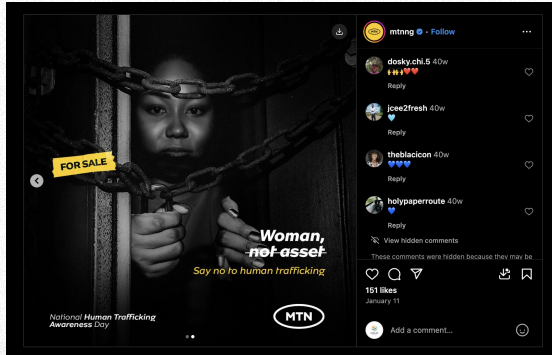 FOR SALE
Woman,
not asset
Say no to human trafficking
National Human Trafficking
Awareness Day
MTN
mtnng • Follow
dosky.chi.5 40w
Reply
jcee2fresh 40w
Reply
theblacicon 40w
Reply
holypaperroute 40w
Reply
View hidden comments
These comments were hidden because they may be
151 likes
January 11
Add a comment...